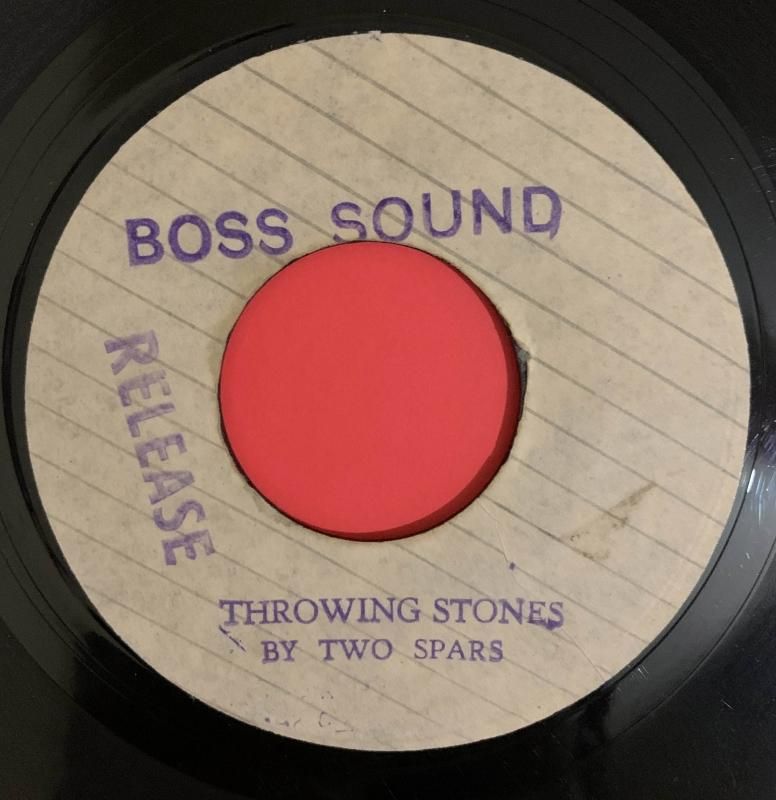 BOSS SOUND
RELEASE
THROWING STONES
BY TWO SPARS